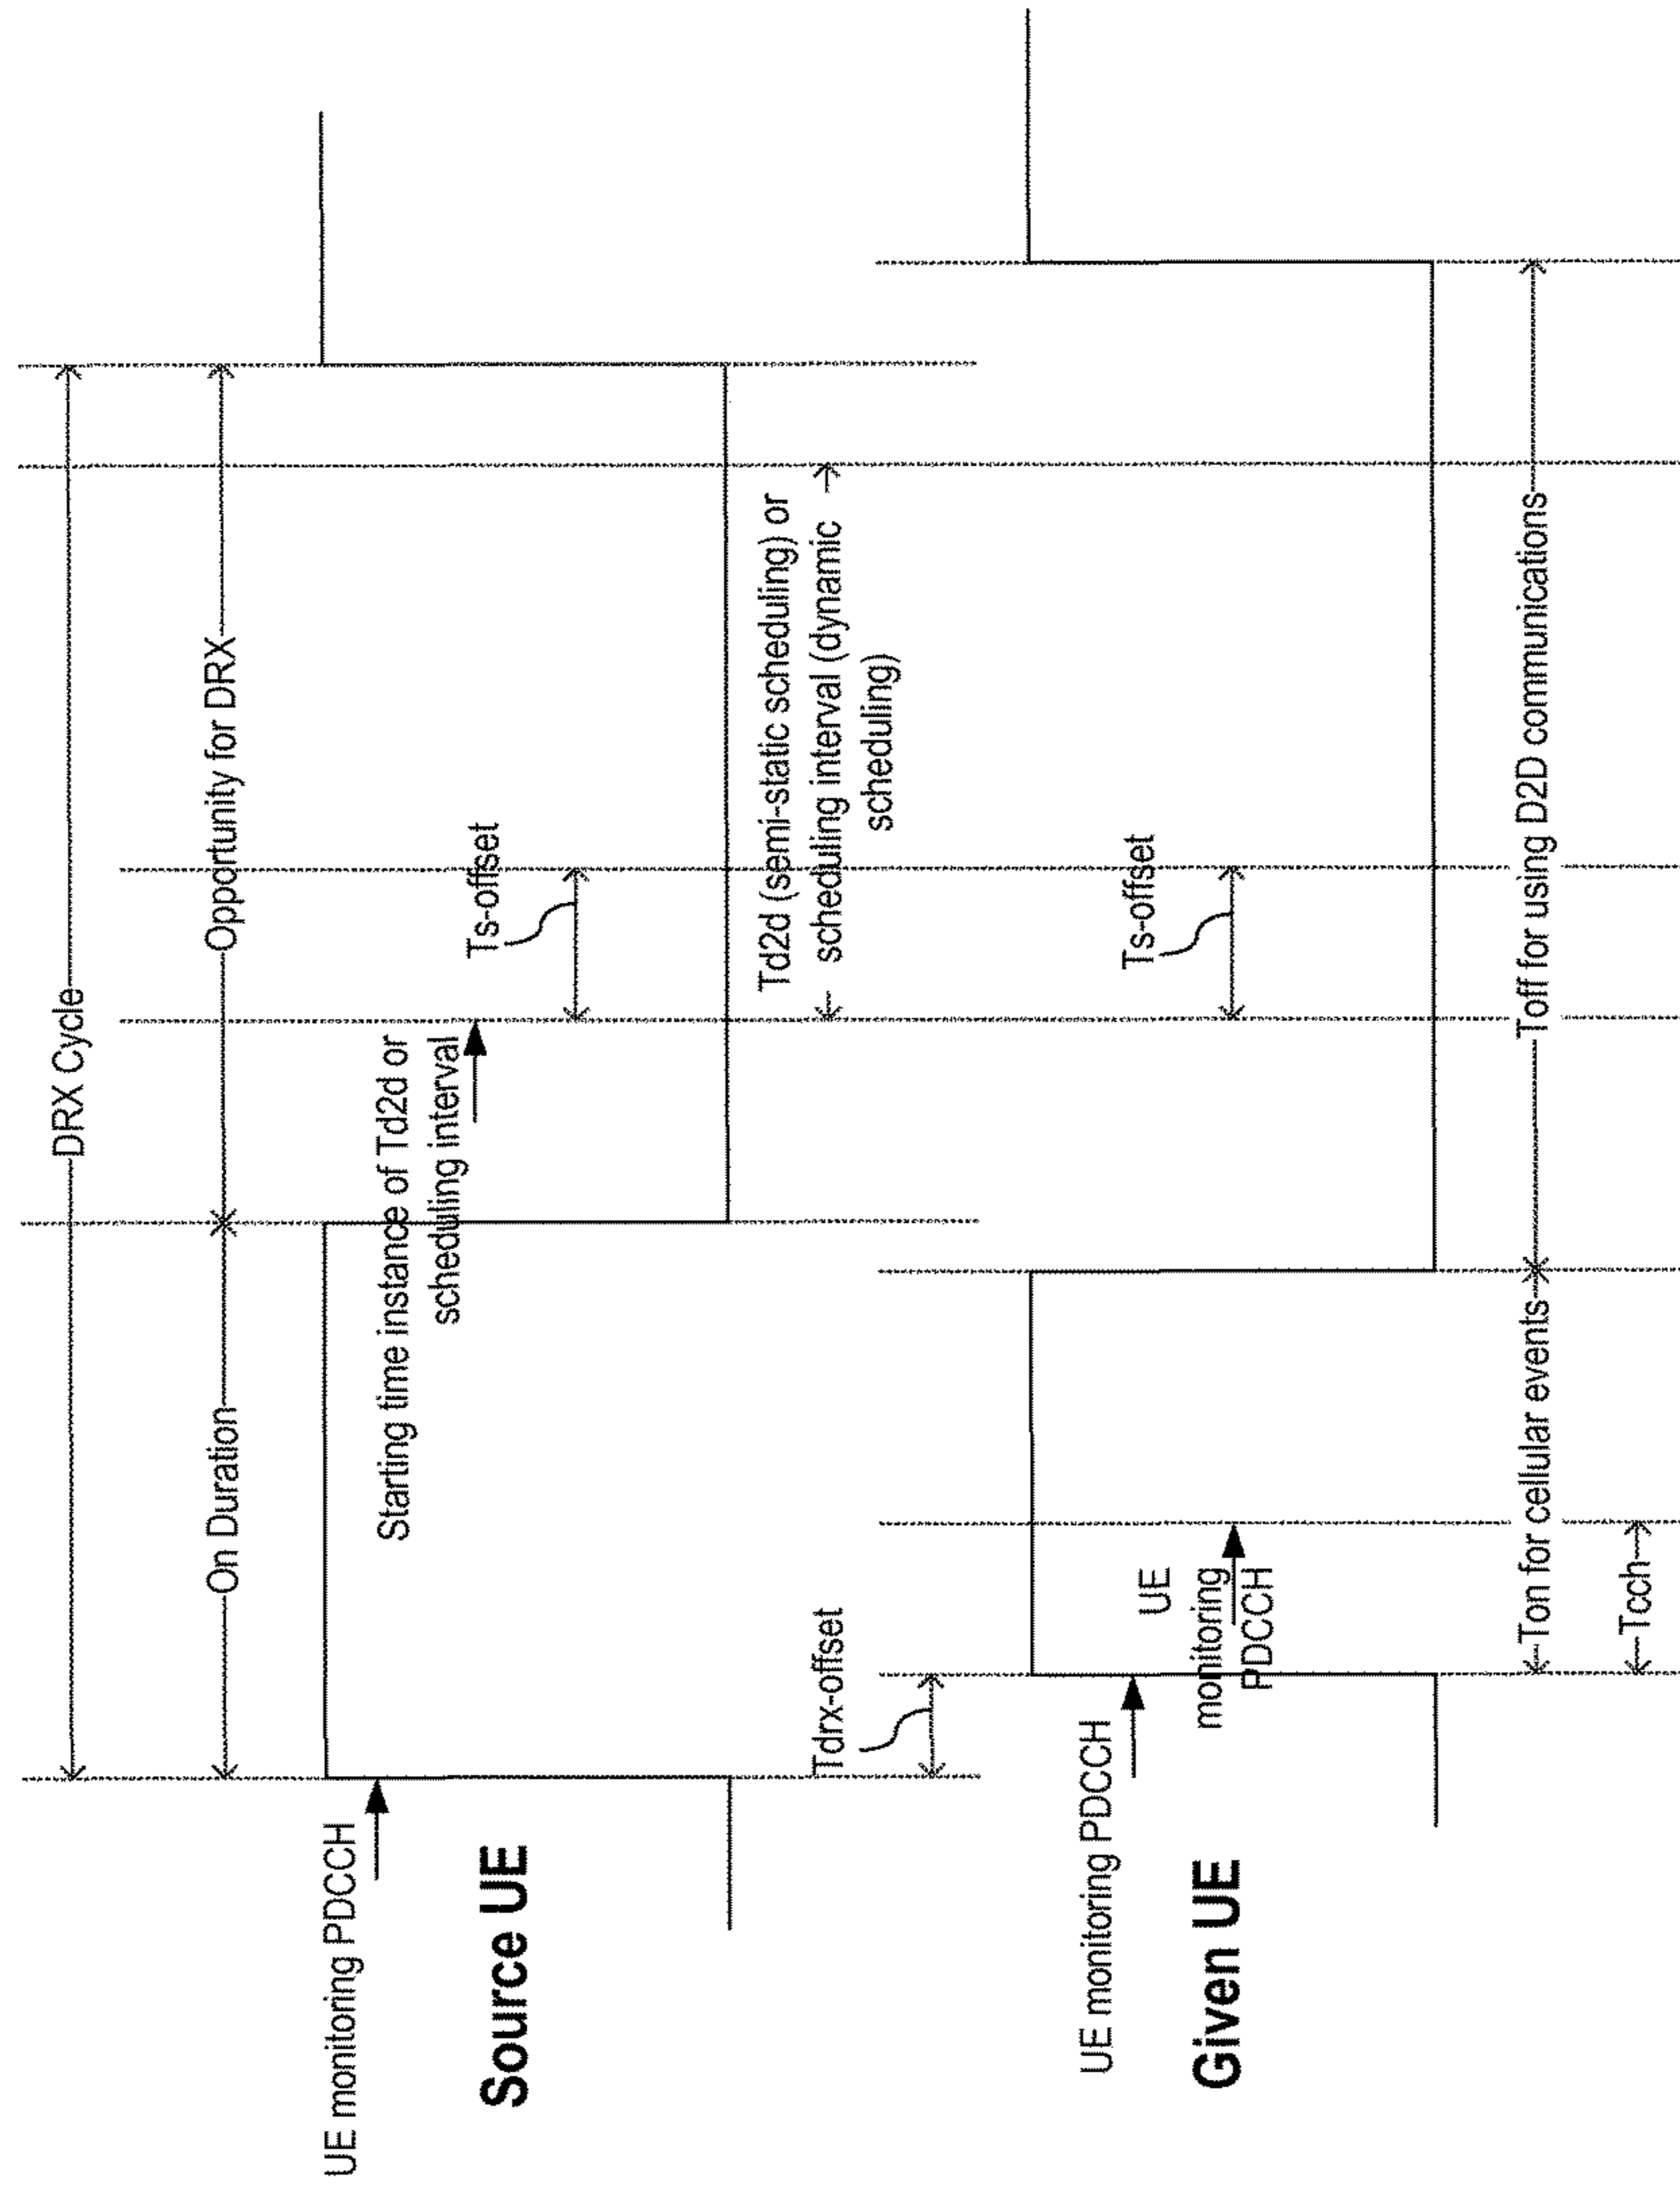 DRX Cycle
On Duration
Opportunity for DRX
UE monitoring PDCCH
Starting time instance of Td2d or
scheduling interval
Ts-offset
Source UE
Td2d (semi-static scheduling) or
scheduling interval (dynamic
scheduling)
Tdrx-offset
UE monitoring PDCCH
UE
monitoring
PDCCH
Ts-offset
Given UE
Ton for cellular events
Toff for using D2D communications
Tcch